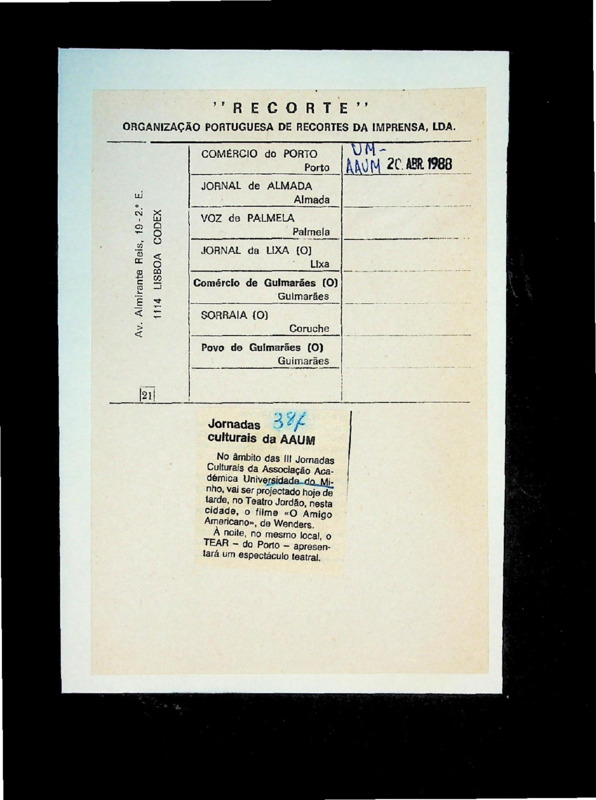 "RECORTE"
ORGANIZAÇÃO PORTUGUESA DE RECORTES DA IMPRENSA, LDA.
Av. Almirante Reis, 19-2.º E.
1114 LISBOA CODEX
21
COMÉRCIO do PORTO
Porto
UM-
AAUM 20 ABR. 1988
JORNAL de ALMADA
Almada
VOZ de PALMELA
Palmela
JORNAL da LIXA (O)
Lixa
Comércio de Guimarães (O)
Guimarães
SORRAIA (O)
Coruche
Povo de Guimarães (O)
Guimarães
Jornadas
culturais da AAUM
No âmbito das III Jornadas
Culturais da Associação Aca-
démica Universidade do Mi-
nho, vai ser projectado hoje de
tarde, no Teatro Jordão, nesta
cidade, o filme «O Amigo
Americano», de Wenders.
À noite, no mesmo local, o
TEAR – do Porto – apresen-
tará um espectáculo teatral.